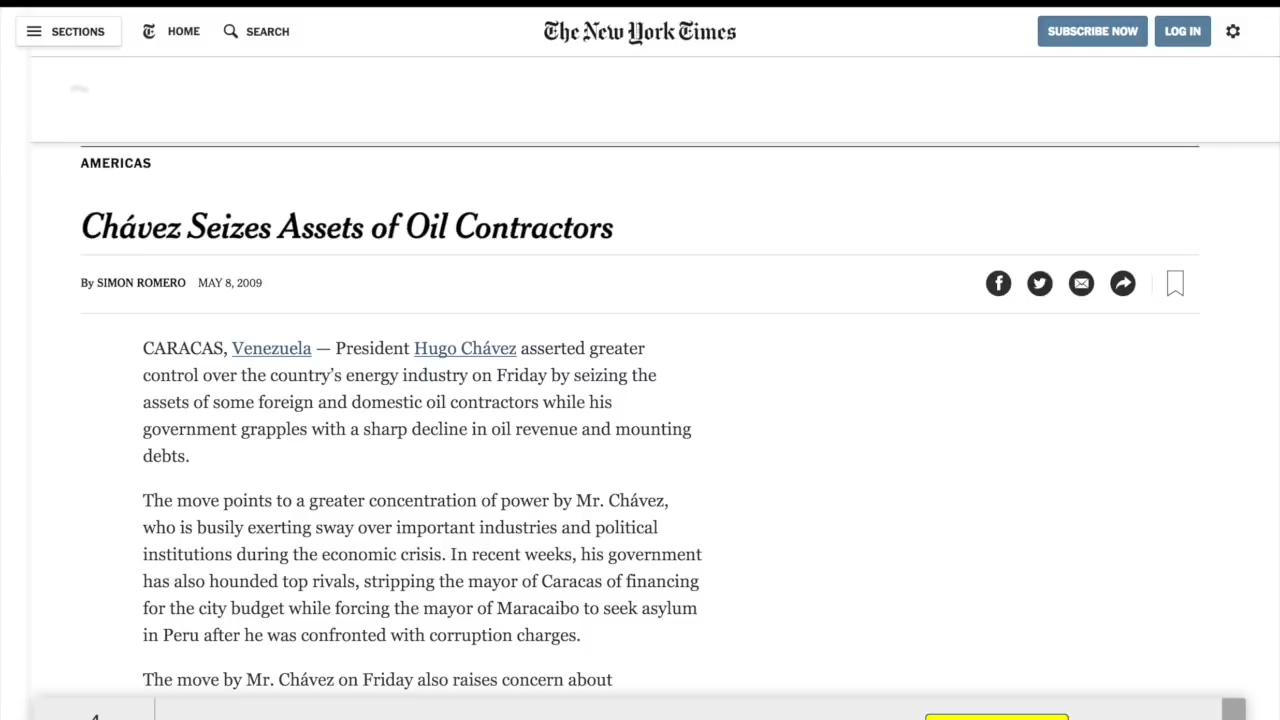 SECTIONS HOME SEARCH The New York Times SUBSCRIBE NOW LOG IN
AMERICAS
Chávez Seizes Assets of Oil Contractors
By SIMON ROMERO MAY 8, 2009
CARACAS, Venezuela — President Hugo Chávez asserted greater
control over the country’s energy industry on Friday by seizing the
assets of some foreign and domestic oil contractors while his
government grapples with a sharp decline in oil revenue and mounting
debts.
The move points to a greater concentration of power by Mr. Chávez,
who is busily exerting sway over important industries and political
institutions during the economic crisis. In recent weeks, his government
has also hounded top rivals, stripping the mayor of Caracas of financing
for the city budget while forcing the mayor of Maracaibo to seek asylum
in Peru after he was confronted with corruption charges.
The move by Mr. Chávez on Friday also raises concern about